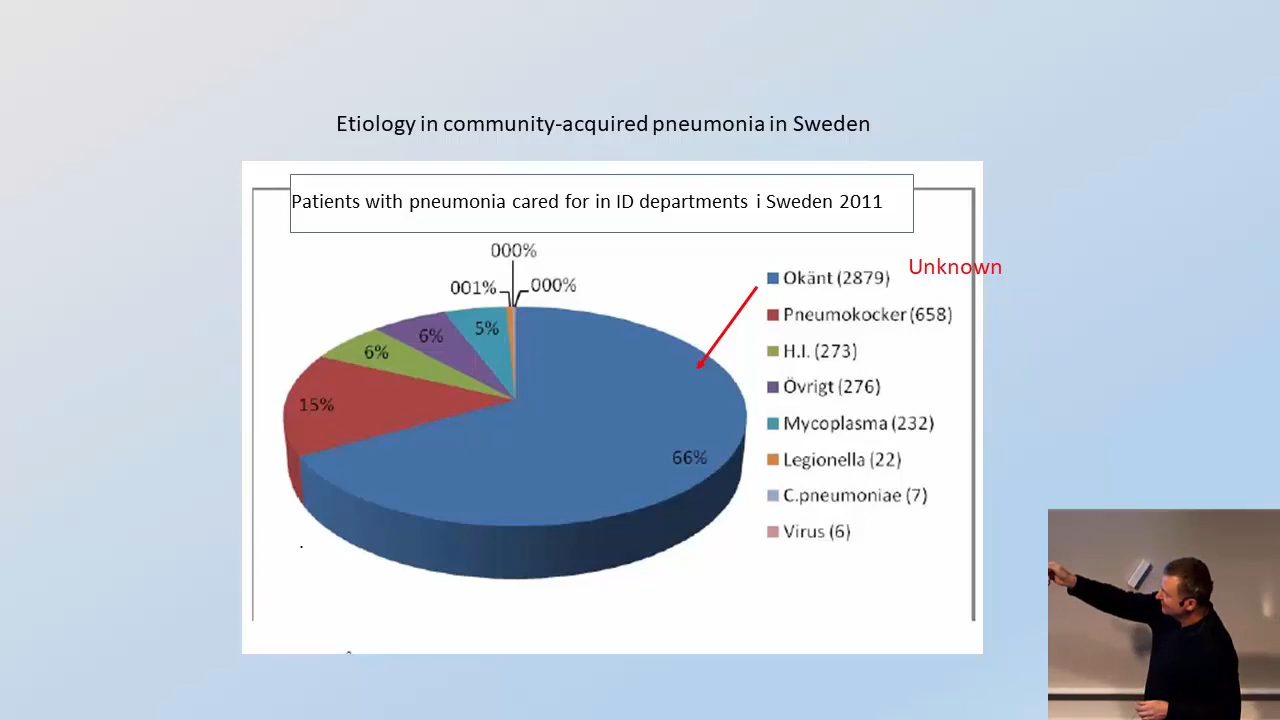 Etiology in community-acquired pneumonia in Sweden
Patients with pneumonia cared for in ID departments i Sweden 2011
000%
001%
000%
5%
6%
6%
15%
66%
Unknown
Okänt (2879)
Pneumokocker (658)
H.I. (273)
Övrigt (276)
Mycoplasma (232)
Legionella (22)
C.pneumoniae (7)
Virus (6)